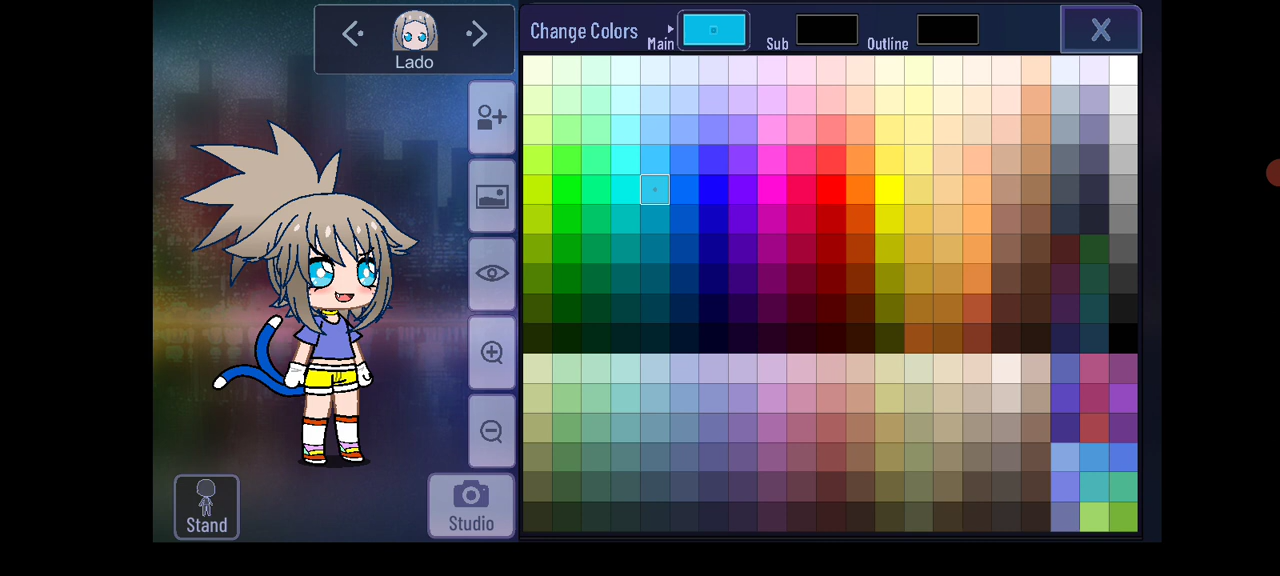 Lado
Change Colors
Main
Sub
Outline
X
Stand
Studio